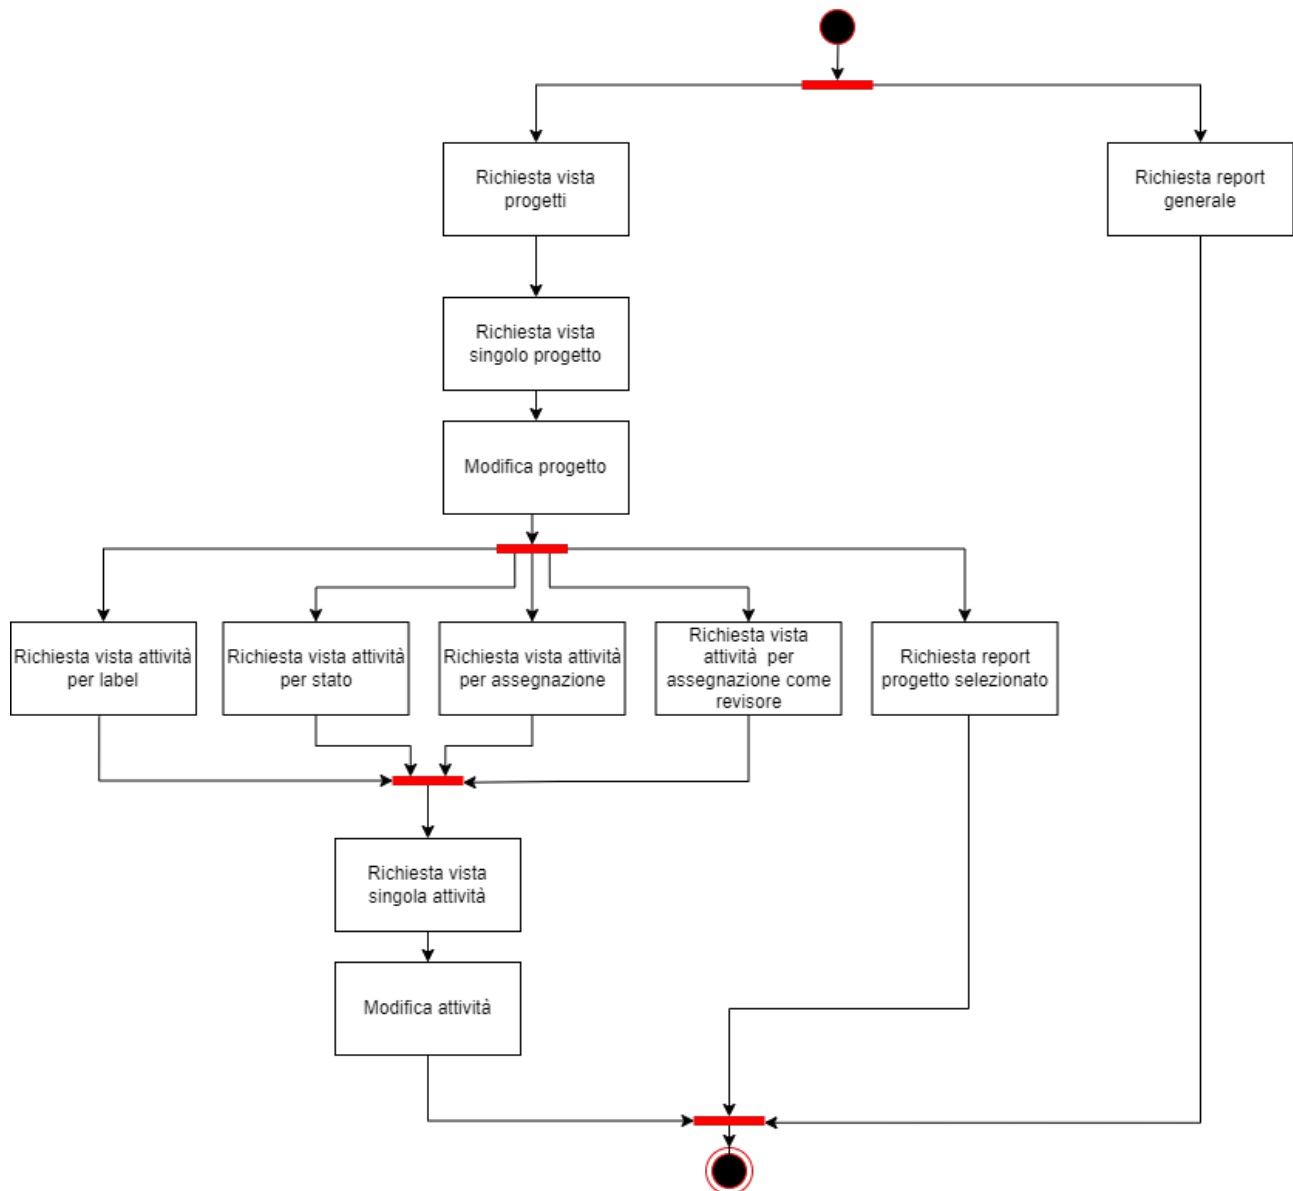 Richiesta vista
progetti
Richiesta report
generale
Richiesta vista
singolo progetto
Modifica progetto
Richiesta vista attività
per label
Richiesta vista attività
per stato
Richiesta vista attività
per assegnazione
Richiesta vista
attività  per
assegnazione come
revisore
Richiesta report
progetto selezionato
Richiesta vista
singola attività
Modifica attività